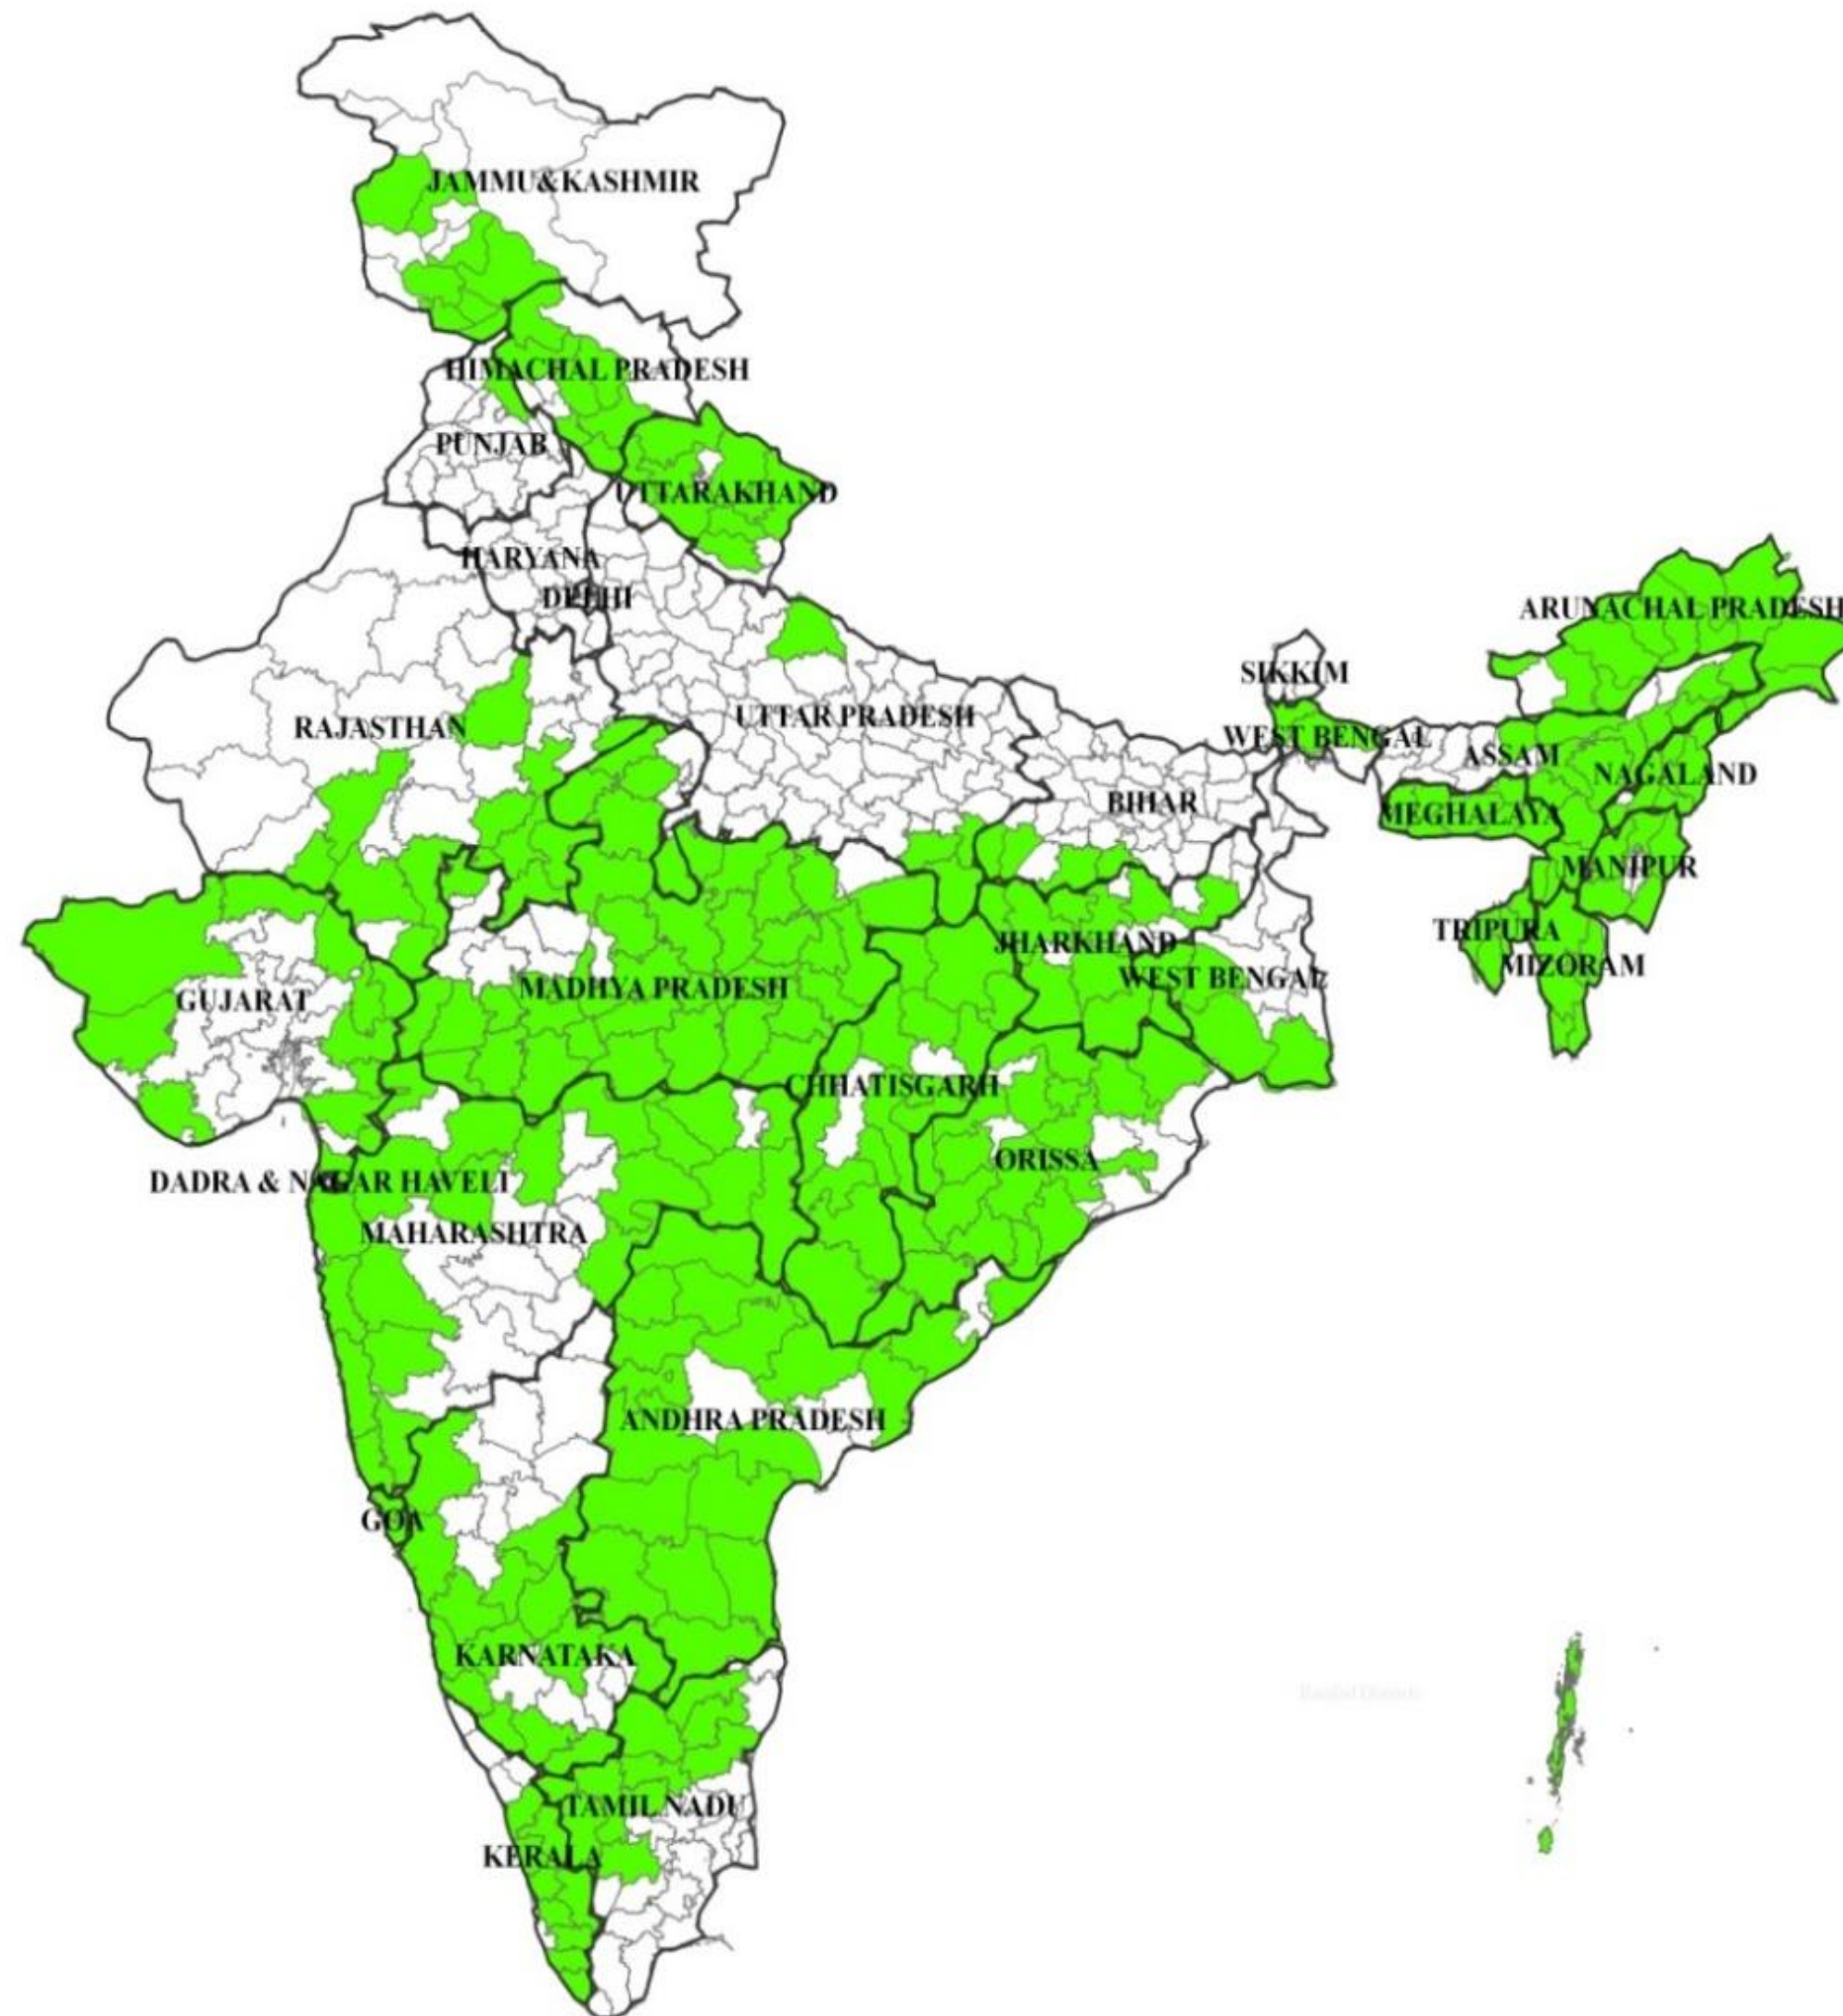 JAMMU&KASHMIR
HIMACHAL PRADESH
PUNJAB
UTTARAKHAND
HARYANA
DELHI
ARUNACHAL PRADESH
SIKKIM
RAJASTHAN
UTTAR PRADESH
WEST BENGAL
ASSAM
NAGALAND
BIHAR
MEGHALAYA
MANIPUR
TRIPURA
JHARKHAND
MIZORAM
WEST BENGAL
MADHYA PRADESH
GUJARAT
CHHATISGARH
ORISSA
DADRA & NAGAR HAVELI
MAHARASHTRA
ANDHRA PRADESH
GOA
KARNATAKA
TAMIL NADU
KERALA